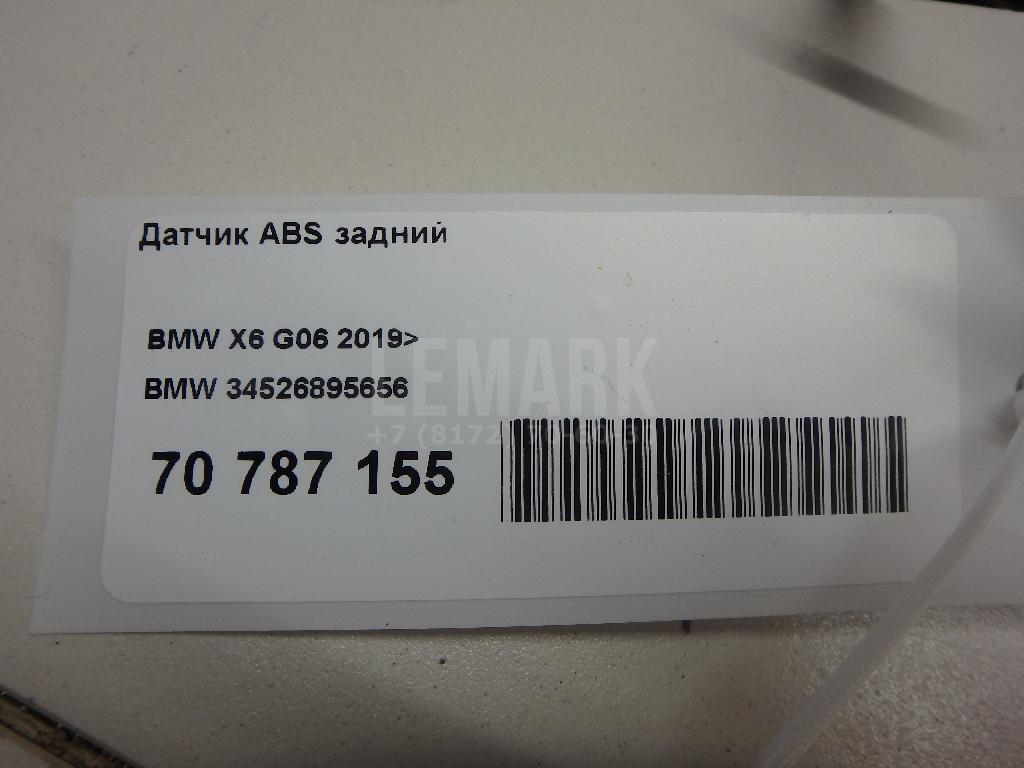 Датчик ABS задний
BMW X6 G06 2019>
LEMARK
BMW 34526895656
70 787 155